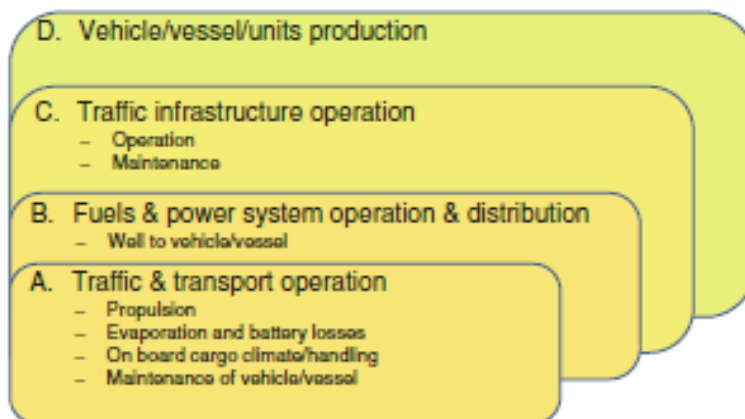 D. Vehicle/vessel/units production
C. Traffic infrastructure operation
– Operation
– Maintenance
B. Fuels & power system operation & distribution
– Well to vehicle/vessel
A. Traffic & transport operation
– Propulsion
– Evaporation and battery losses
– On board cargo climate/handling
– Maintenance of vehicle/vessel